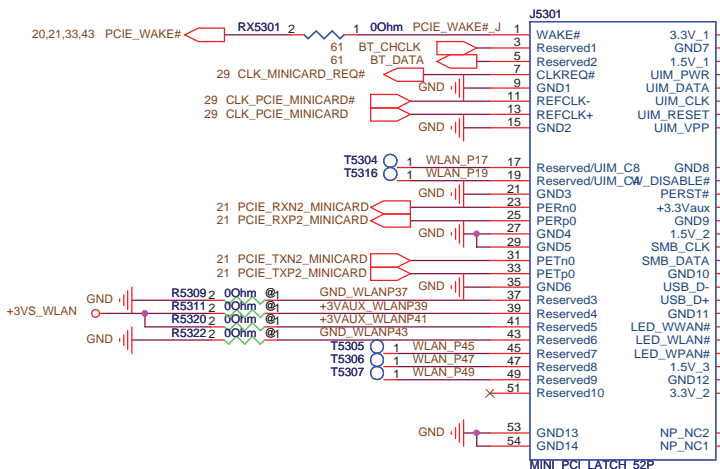 J5301
20,21,33,43 PCIE_WAKE# RX5301 2 1 0Ohm PCIE_WAKE#_J 1 WAKE# 3.3V_1
61 BT_CHCLK 3 Reserved1 GND7
61 BT_DATA 5 Reserved2 1.5V_1
29 CLK_MINICARD_REQ# 7 CLKREQ# UIM_PWR
GND 9 GND1 UIM_DATA
29 CLK_PCIE_MINICARD# 11 REFCLK- UIM_CLK
29 CLK_PCIE_MINICARD 13 REFCLK+ UIM_RESET
GND 15 GND2 UIM_VPP
T5304 1 WLAN_P17 17 Reserved/UIM_C8 GND8
T5316 1 WLAN_P19 19 Reserved/UIM_C4 W_DISABLE#
GND 21 GND3 PERST#
21 PCIE_RXN2_MINICARD 23 PERn0 +3.3Vaux
21 PCIE_RXP2_MINICARD 25 PERp0 GND9
GND 27 GND4 1.5V_2
29 GND5 SMB_CLK
21 PCIE_TXN2_MINICARD 31 PETn0 SMB_DATA
21 PCIE_TXP2_MINICARD 33 PETp0 GND10
GND 35 GND6 USB_D-
GND R5309 2 0Ohm @ 1 GND_WLANP37 37 Reserved3 USB_D+
+3VS_WLAN R5311 2 0Ohm @ 1 +3VAUX_WLANP39 39 Reserved4 GND11
R5320 2 0Ohm @ 1 +3VAUX_WLANP41 41 Reserved5 LED_WWAN#
GND R5322 2 0Ohm @ 1 GND_WLANP43 43 Reserved6 LED_WLAN#
T5305 1 WLAN_P45 45 Reserved7 LED_WPAN#
T5306 1 WLAN_P47 47 Reserved8 1.5V_3
T5307 1 WLAN_P49 49 Reserved9 GND12
51 Reserved10 3.3V_2
GND 53 GND13 NP_NC2
54 GND14 NP_NC1
MINI_PCI_LATCH_52P